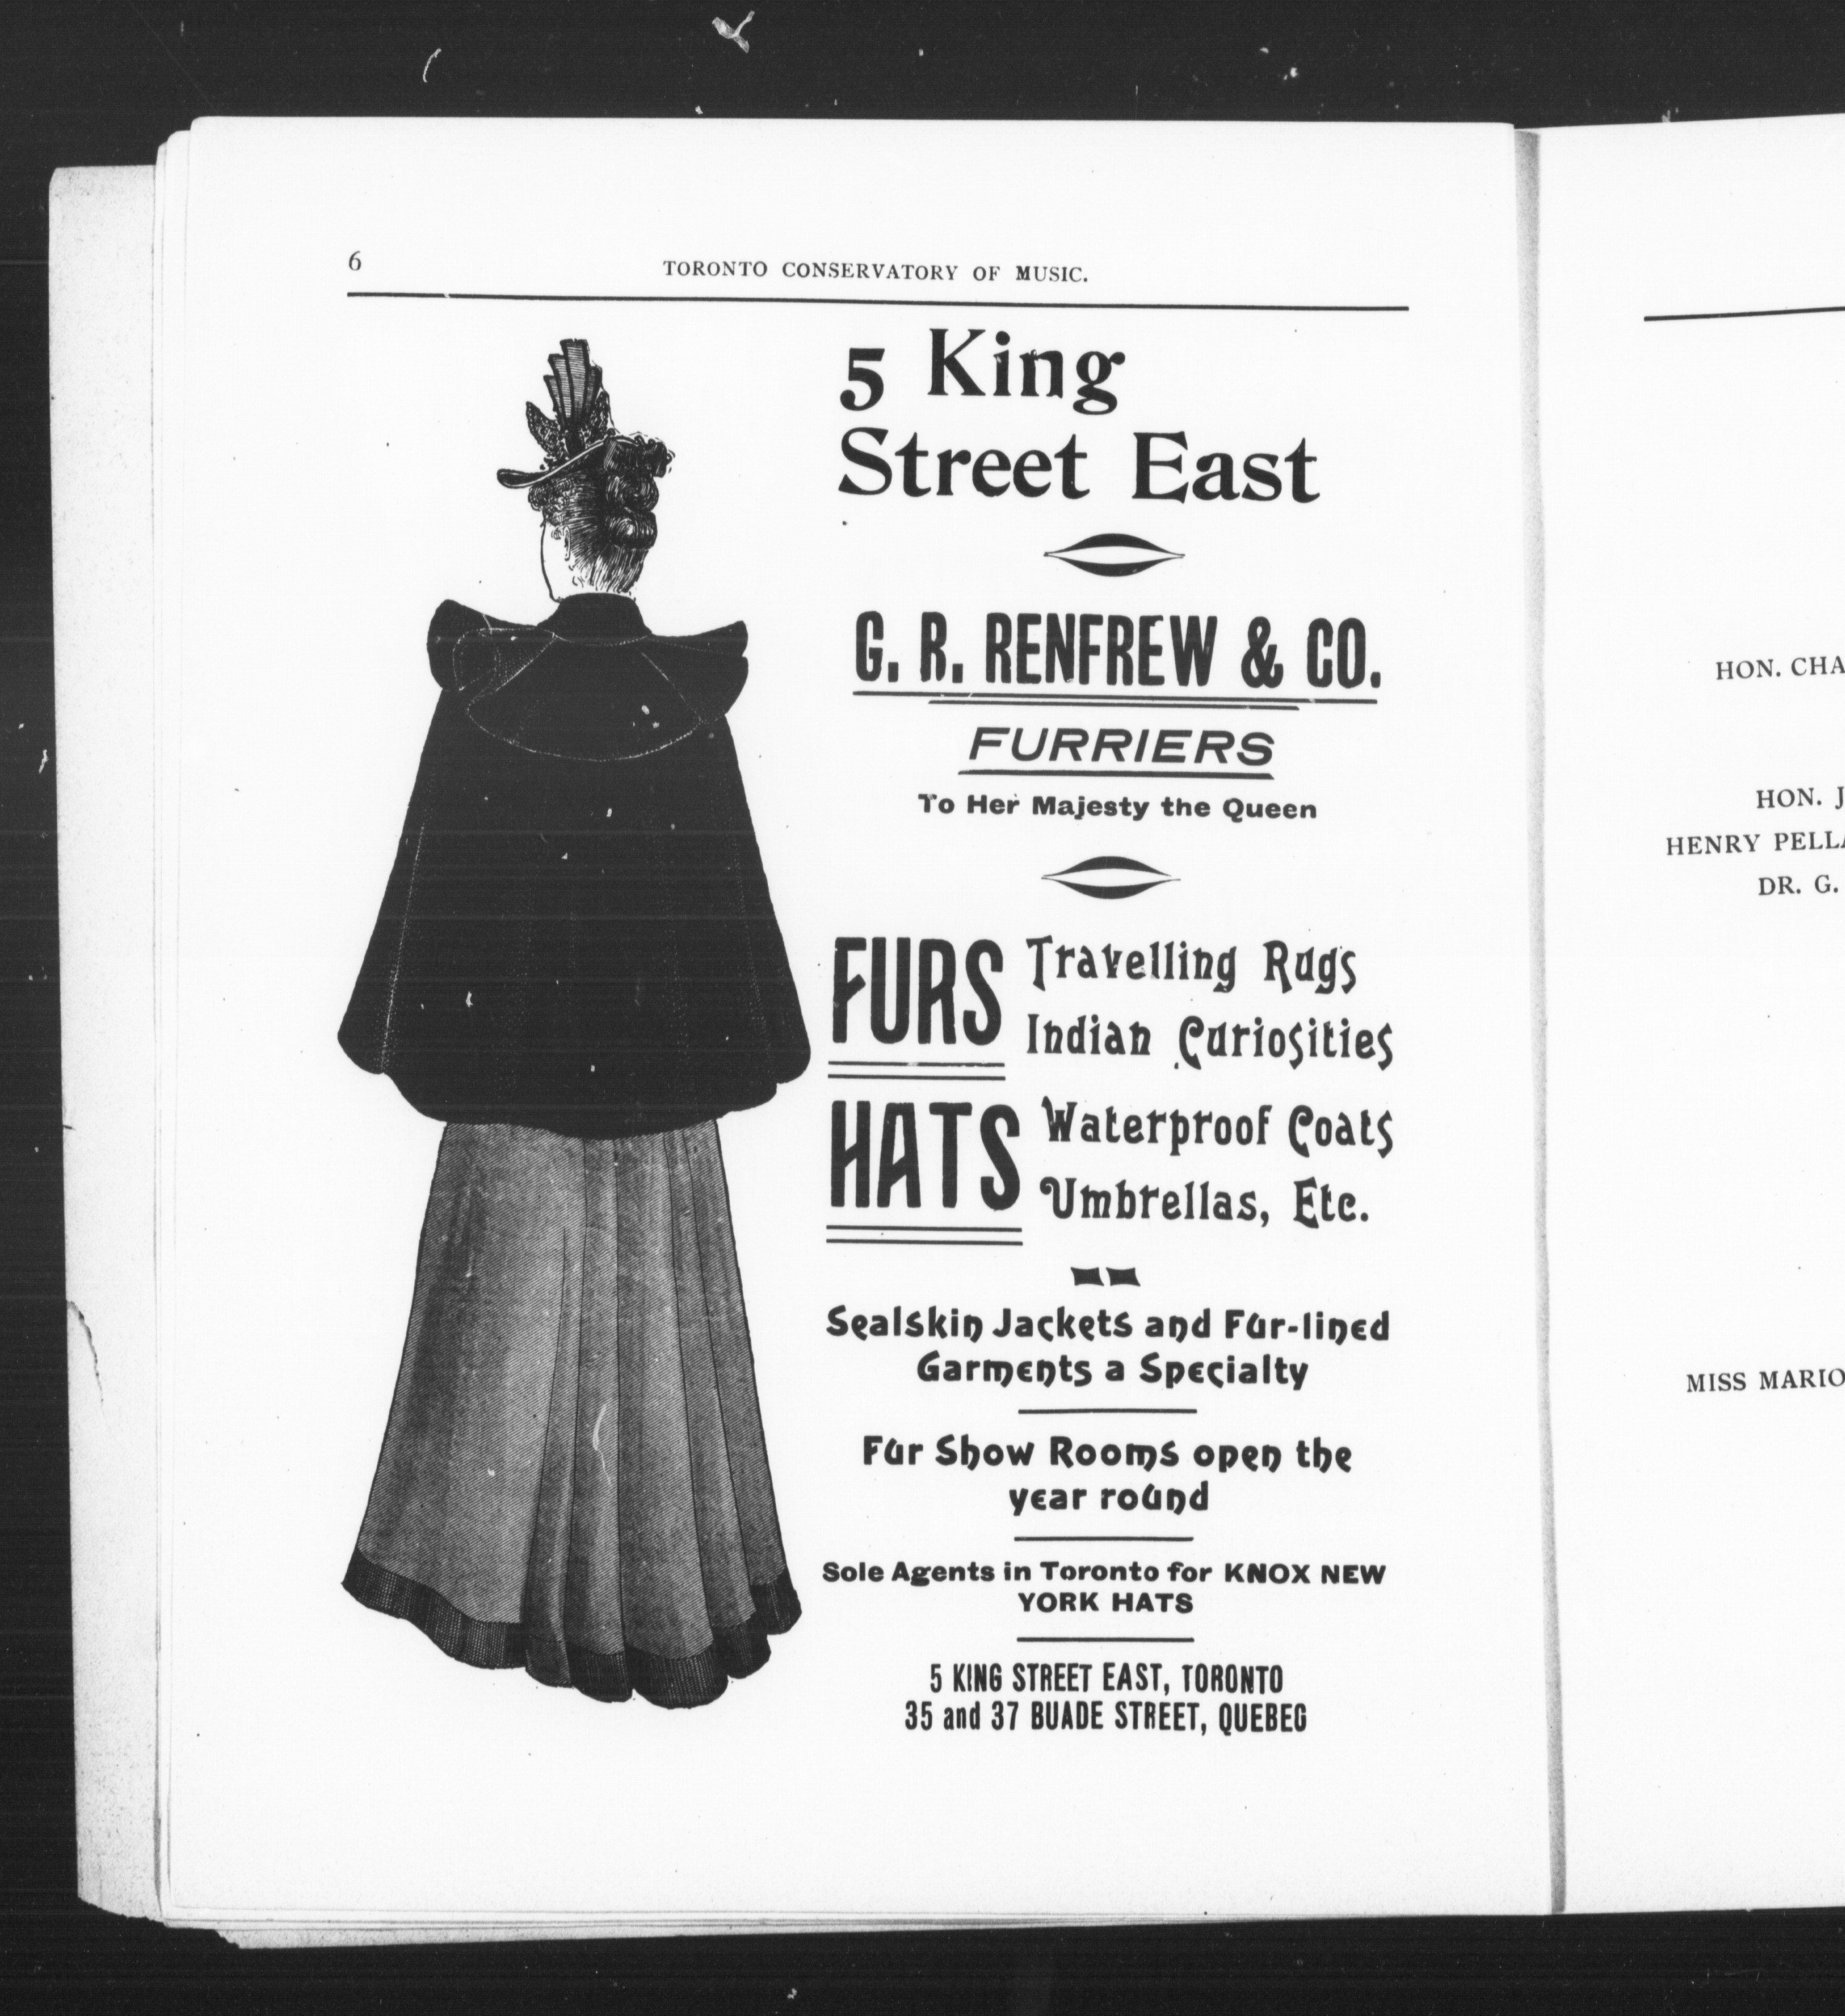 6
TORONTO CONSERVATORY OF MUSIC.
5 King
Street East
G. R. RENFREW & CO.
FURRIERS
To Her Majesty the Queen
FURS
Travelling Rugs
Indian Curiosities
HATS
Waterproof Coats
Umbrellas, Etc.
Sealskin Jackets and Fur-lined
Garments a Specialty
Fur Show Rooms open the
year round
Sole Agents in Toronto for KNOX NEW
YORK HATS
5 KING STREET EAST, TORONTO
35 and 37 BUADE STREET, QUEBEC
HON. CHA
HON. J
HENRY PELL
DR. G.
MISS MARIO